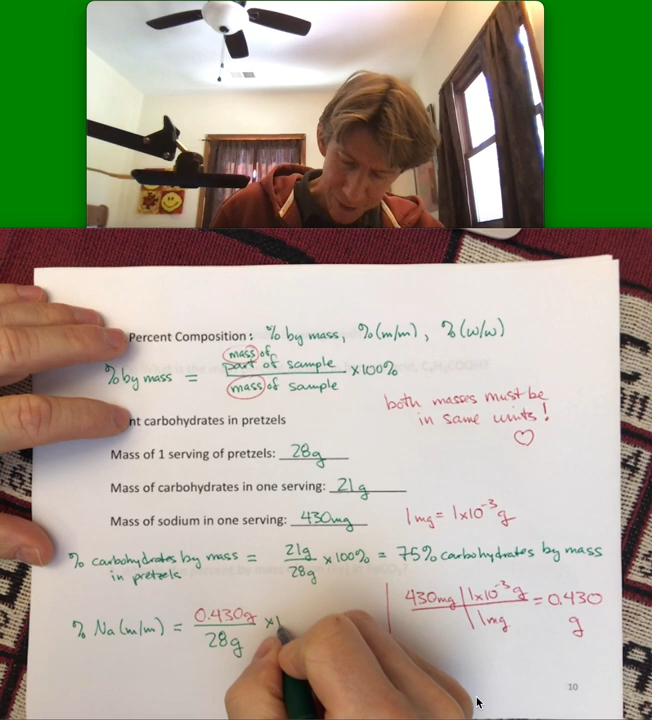 Percent Composition: % by mass, %(m/m), %(w/w)
% by mass = mass of part of sample / mass of sample ×100%
both masses must be
in same units!
nt carbohydrates in pretzels
Mass of 1 serving of pretzels: 28g
Mass of carbohydrates in one serving: 21g
Mass of sodium in one serving: 430mg
1mg = 1×10⁻³g
% carbohydrates by mass in pretzels = 21g / 28g ×100% = 75% carbohydrates by mass
430mg | 1×10⁻³g / 1mg = 0.430 g
% Na (m/m) = 0.430g / 28g ×1
10